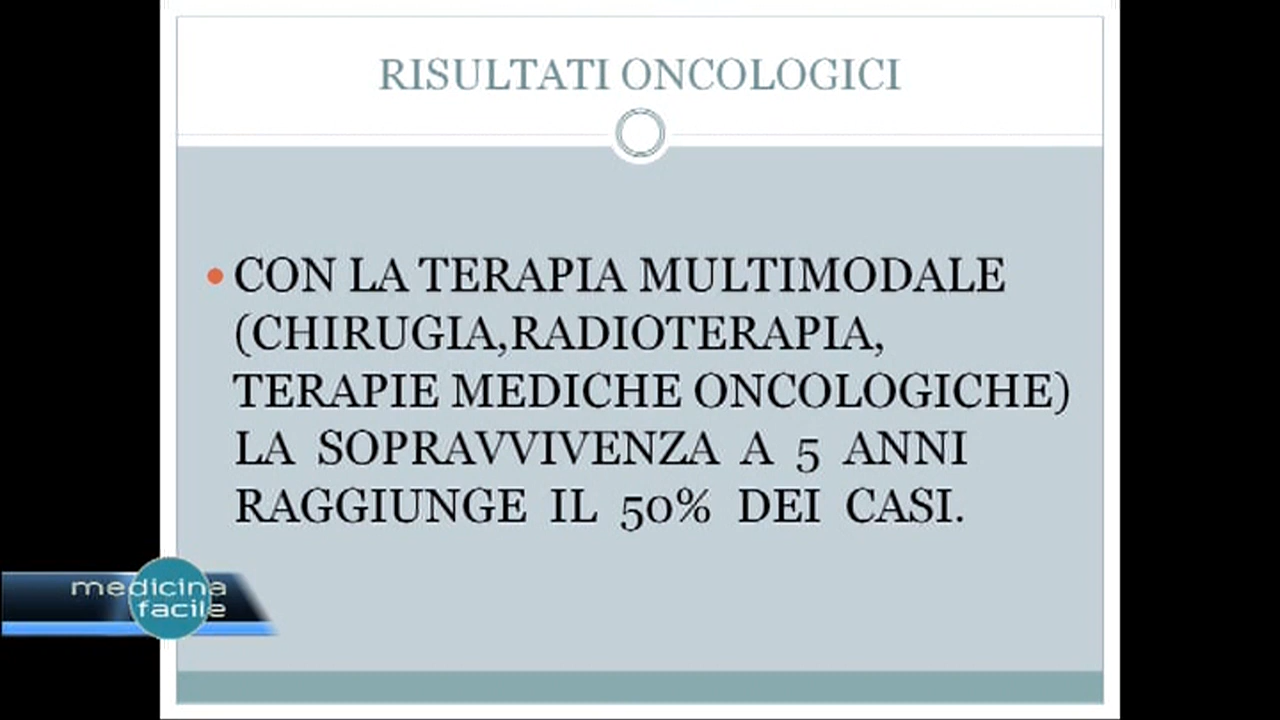 RISULTATI ONCOLOGICI
CON LA TERAPIA MULTIMODALE
(CHIRUGIA,RADIOTERAPIA,
TERAPIE MEDICHE ONCOLOGICHE)
LA SOPRAVVIVENZA A 5 ANNI
RAGGIUNGE IL 50% DEI CASI.
medicina
facile